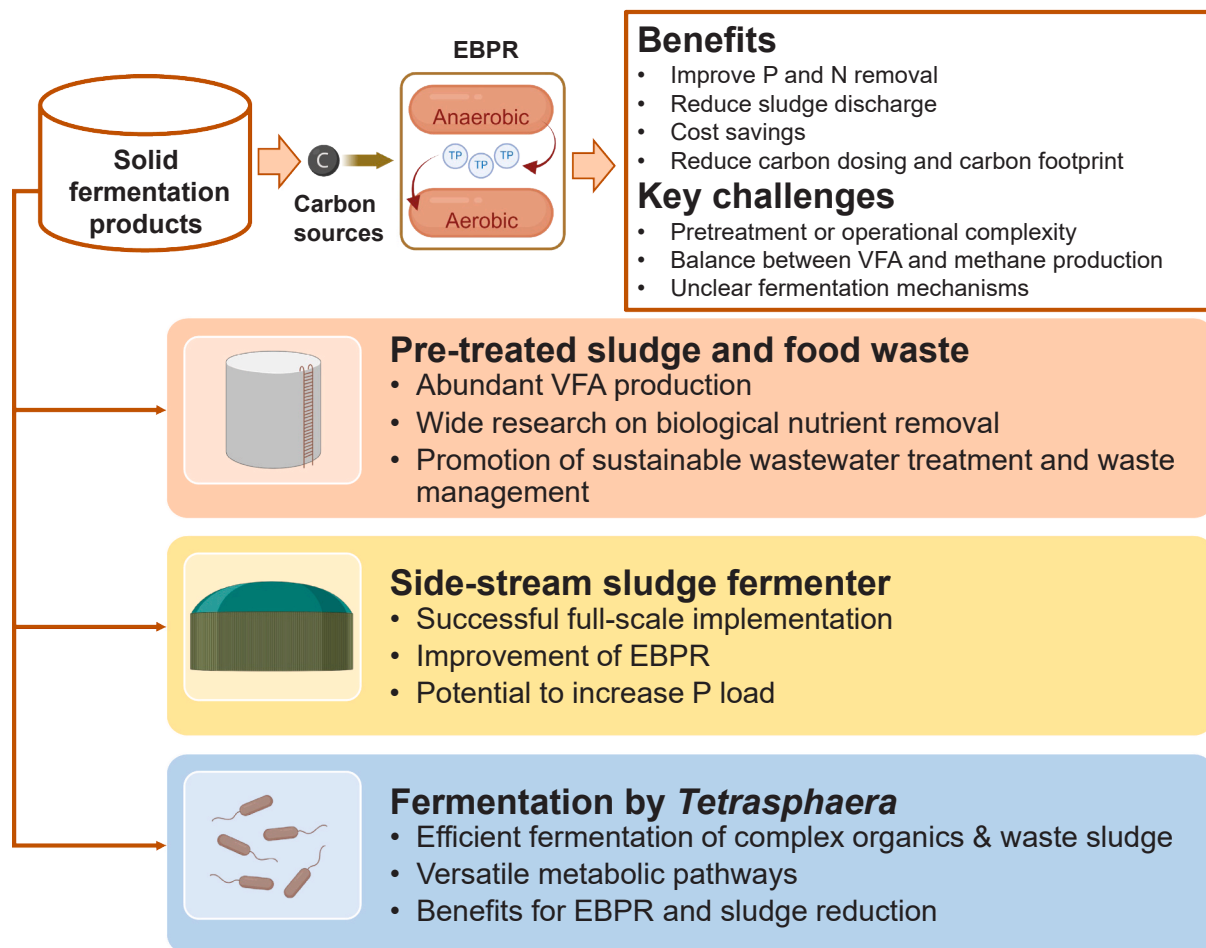 EBPR
Solid
fermentation
products
C
Carbon
sources
Anaerobic
TP
TP
TP
Aerobic
Benefits
• Improve P and N removal
• Reduce sludge discharge
• Cost savings
• Reduce carbon dosing and carbon footprint
Key challenges
• Pretreatment or operational complexity
• Balance between VFA and methane production
• Unclear fermentation mechanisms
Pre-treated sludge and food waste
• Abundant VFA production
• Wide research on biological nutrient removal
• Promotion of sustainable wastewater treatment and waste
management
Side-stream sludge fermenter
• Successful full-scale implementation
• Improvement of EBPR
• Potential to increase P load
Fermentation by Tetrasphaera
• Efficient fermentation of complex organics & waste sludge
• Versatile metabolic pathways
• Benefits for EBPR and sludge reduction